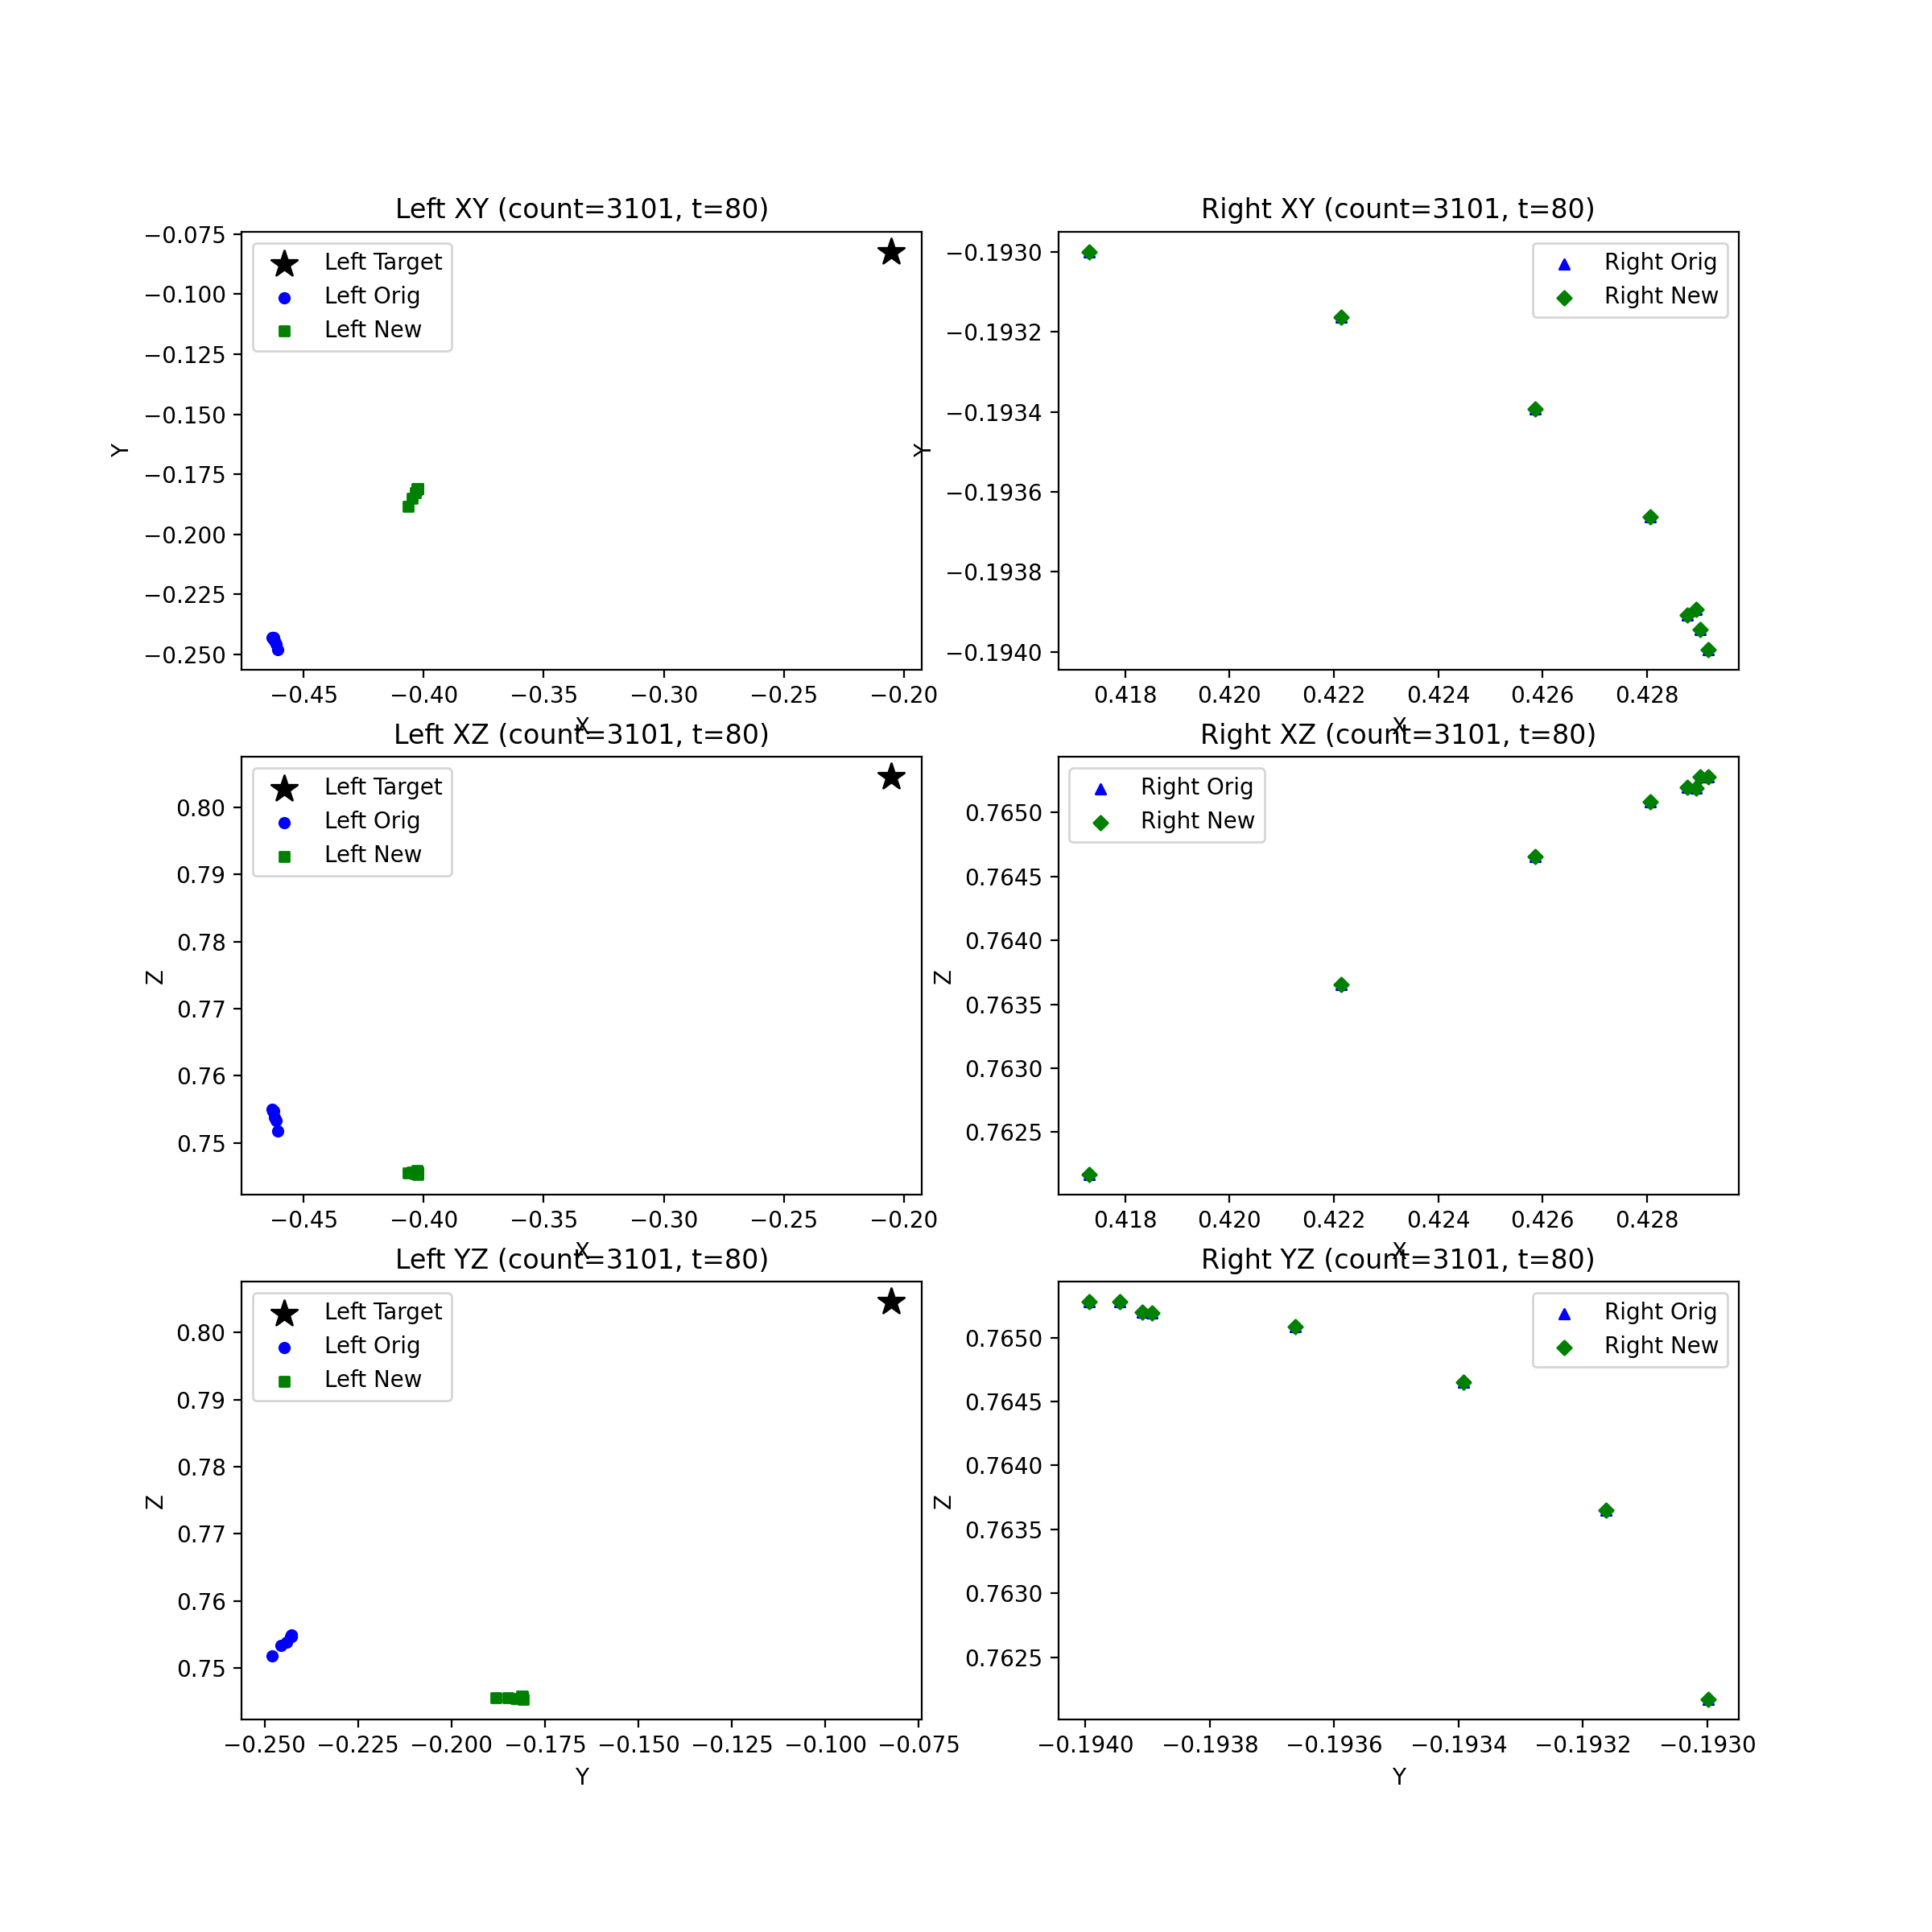 Left XY (count=3101, t=80)
−0.075
−0.100
−0.125
−0.150
−0.175
−0.200
−0.225
−0.250
Y
Left Target
Left Orig
Left New
−0.45 −0.40 −0.35 −0.30 −0.25 −0.20
X
Right XY (count=3101, t=80)
−0.1930
−0.1932
−0.1934
−0.1936
−0.1938
−0.1940
Y
Right Orig
Right New
0.418 0.420 0.422 0.424 0.426 0.428
X
Left XZ (count=3101, t=80)
0.80
0.79
0.78
0.77
0.76
0.75
Z
Left Target
Left Orig
Left New
−0.45 −0.40 −0.35 −0.30 −0.25 −0.20
X
Right XZ (count=3101, t=80)
0.7650
0.7645
0.7640
0.7635
0.7630
0.7625
Z
Right Orig
Right New
0.418 0.420 0.422 0.424 0.426 0.428
X
Left YZ (count=3101, t=80)
0.80
0.79
0.78
0.77
0.76
0.75
Z
Left Target
Left Orig
Left New
−0.250 −0.225 −0.200 −0.175 −0.150 −0.125 −0.100 −0.075
Y
Right YZ (count=3101, t=80)
0.7650
0.7645
0.7640
0.7635
0.7630
0.7625
Z
Right Orig
Right New
−0.1940 −0.1938 −0.1936 −0.1934 −0.1932 −0.1930
Y